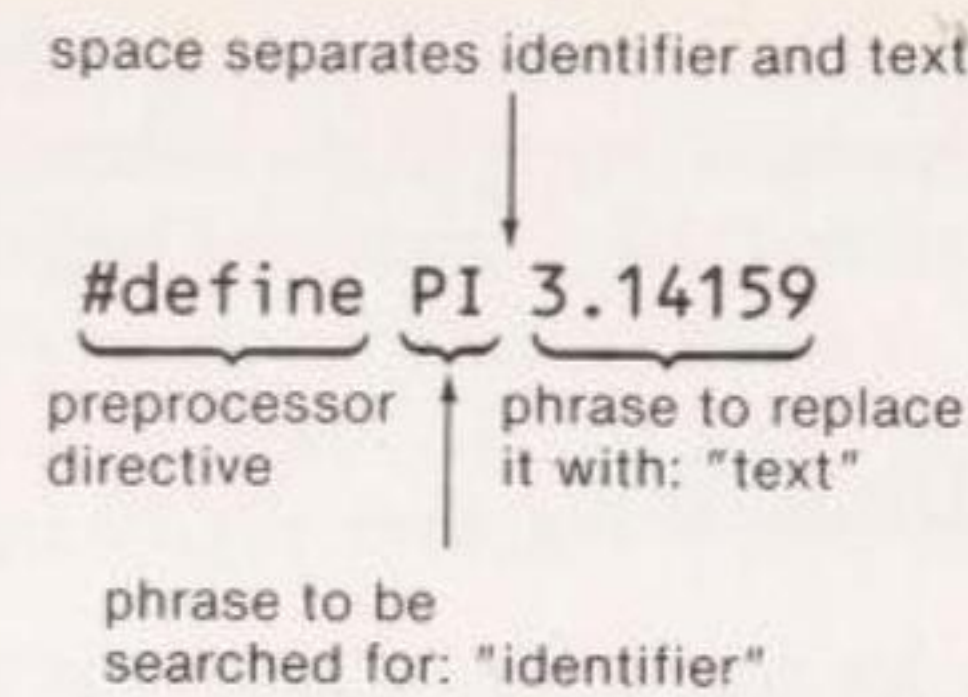 space separates identifier and text
#define PI 3.14159
preprocessor
directive
phrase to replace
it with: "text"
phrase to be
searched for: "identifier"